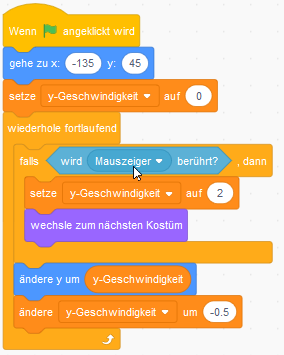 Wenn angeklickt wird
gehe zu x: -135 y: 45
setze y-Geschwindigkeit auf 0
wiederhole fortlaufend
falls wird Mauszeiger berührt? , dann
setze y-Geschwindigkeit auf 2
wechsle zum nächsten Kostüm
ändere y um y-Geschwindigkeit
ändere y-Geschwindigkeit um -0.5